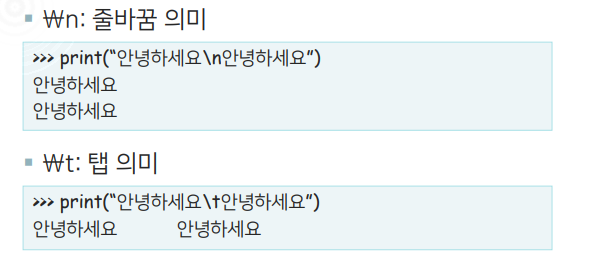 ▪ ₩n: 줄바꿈 의미
>>> print(“안녕하세요\n안녕하세요”)
안녕하세요
안녕하세요
▪ ₩t: 탭 의미
>>> print(“안녕하세요\t안녕하세요”)
안녕하세요 안녕하세요